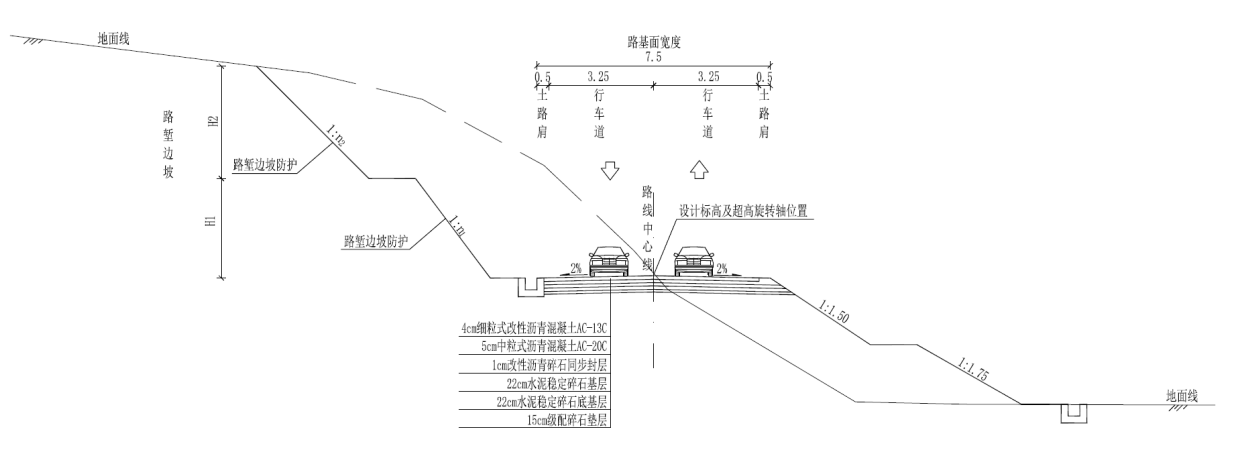 地面线
路基面宽度
7.5
0.5
3.25
3.25
0.5
土路肩
行车道
行车道
土路肩
路堑边坡
H2
1:n2
路堑边坡防护
H1
1:n1
路堑边坡防护
路线中心线
设计标高及超高旋转轴位置
2%
2%
1:1.50
1:1.75
4cm细粒式改性沥青混凝土AC-13C
5cm中粒式沥青混凝土AC-20C
1cm改性沥青碎石同步封层
22cm水泥稳定碎石基层
22cm水泥稳定碎石底基层
15cm级配碎石垫层
地面线